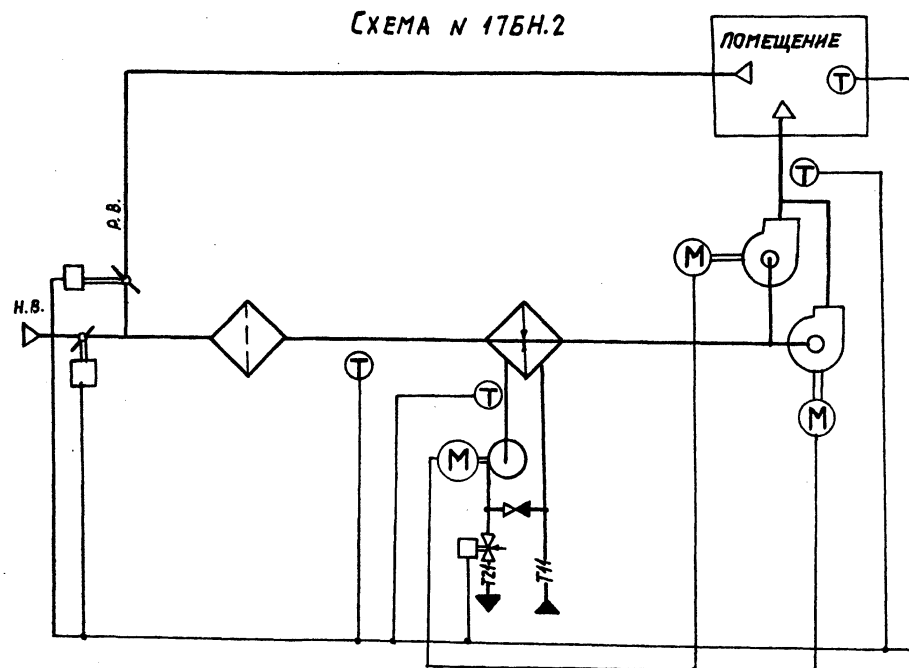 СХЕМА N 17БН.2
ПОМЕЩЕНИЕ
Т
Т
Р.В.
М
Н.В.
Т
Т
М
М
Т21
Т11